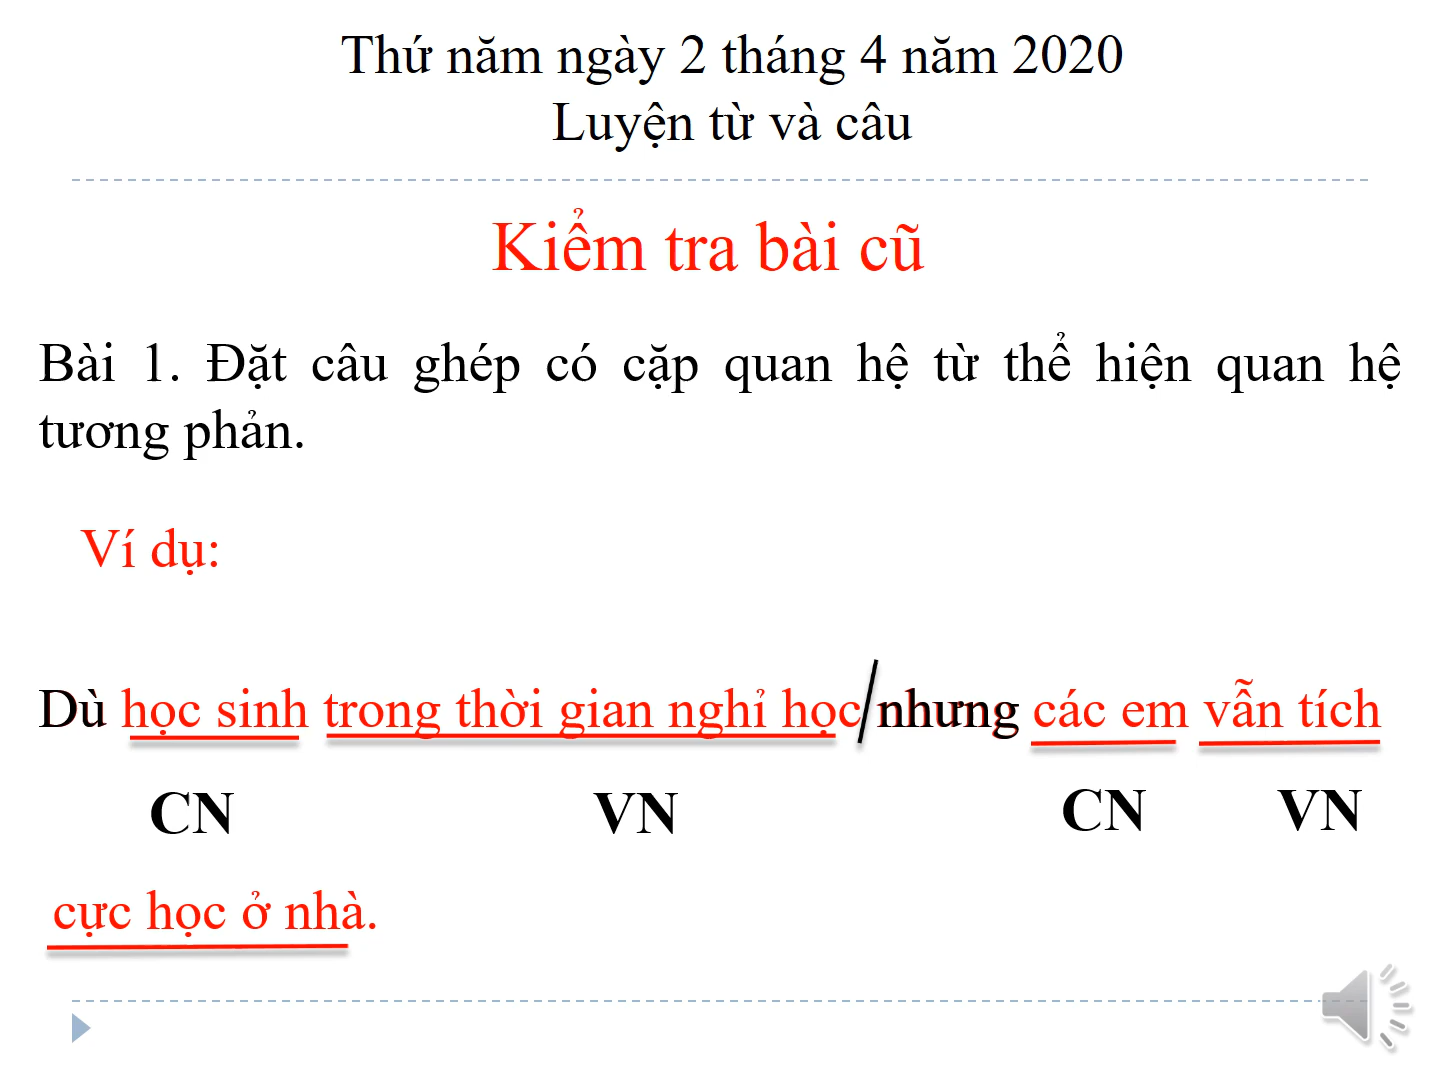 Thứ năm ngày 2 tháng 4 năm 2020
Luyện từ và câu
Kiểm tra bài cũ
Bài 1. Đặt câu ghép có cặp quan hệ từ thể hiện quan hệ
tương phản.
Ví dụ:
Dù học sinh trong thời gian nghỉ học/ nhưng các em vẫn tích
CN VN CN VN
cực học ở nhà.